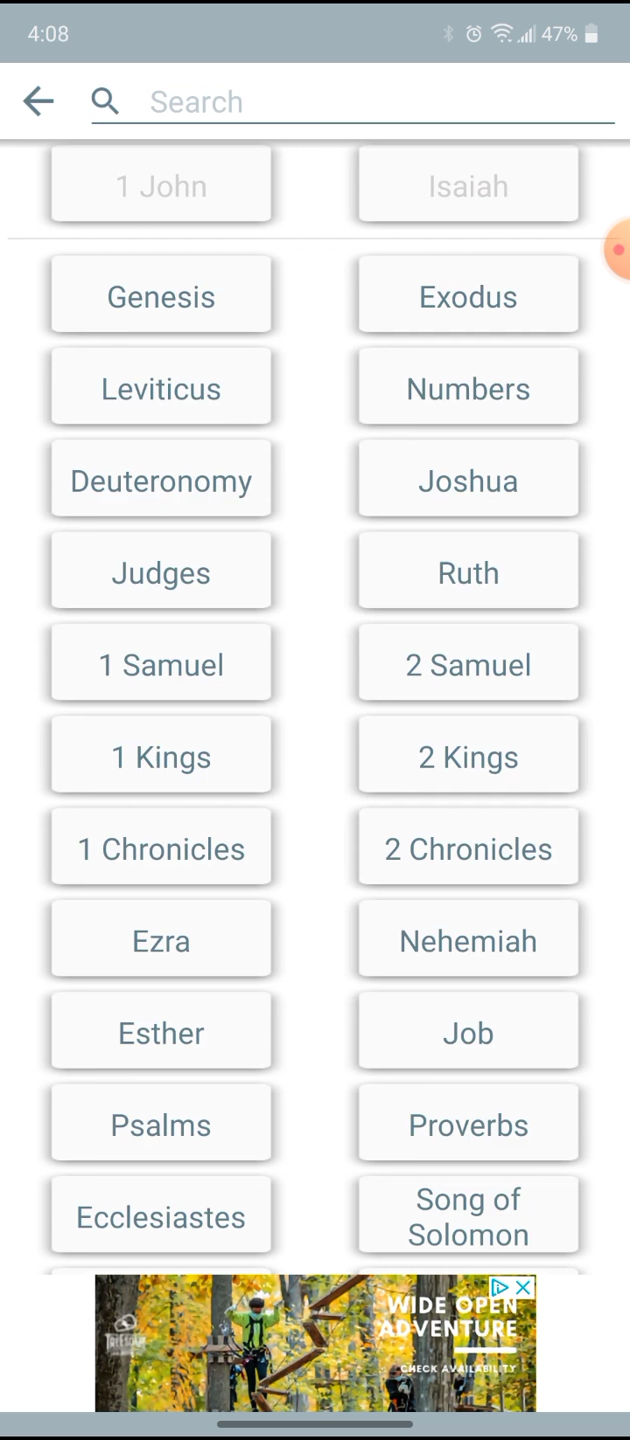 4:08
47%
Search
1 John
Isaiah
Genesis
Exodus
Leviticus
Numbers
Deuteronomy
Joshua
Judges
Ruth
1 Samuel
2 Samuel
1 Kings
2 Kings
1 Chronicles
2 Chronicles
Ezra
Nehemiah
Esther
Job
Psalms
Proverbs
Ecclesiastes
Song of
Solomon
WIDE OPEN
ADVENTURE
CHECK AVAILABILITY